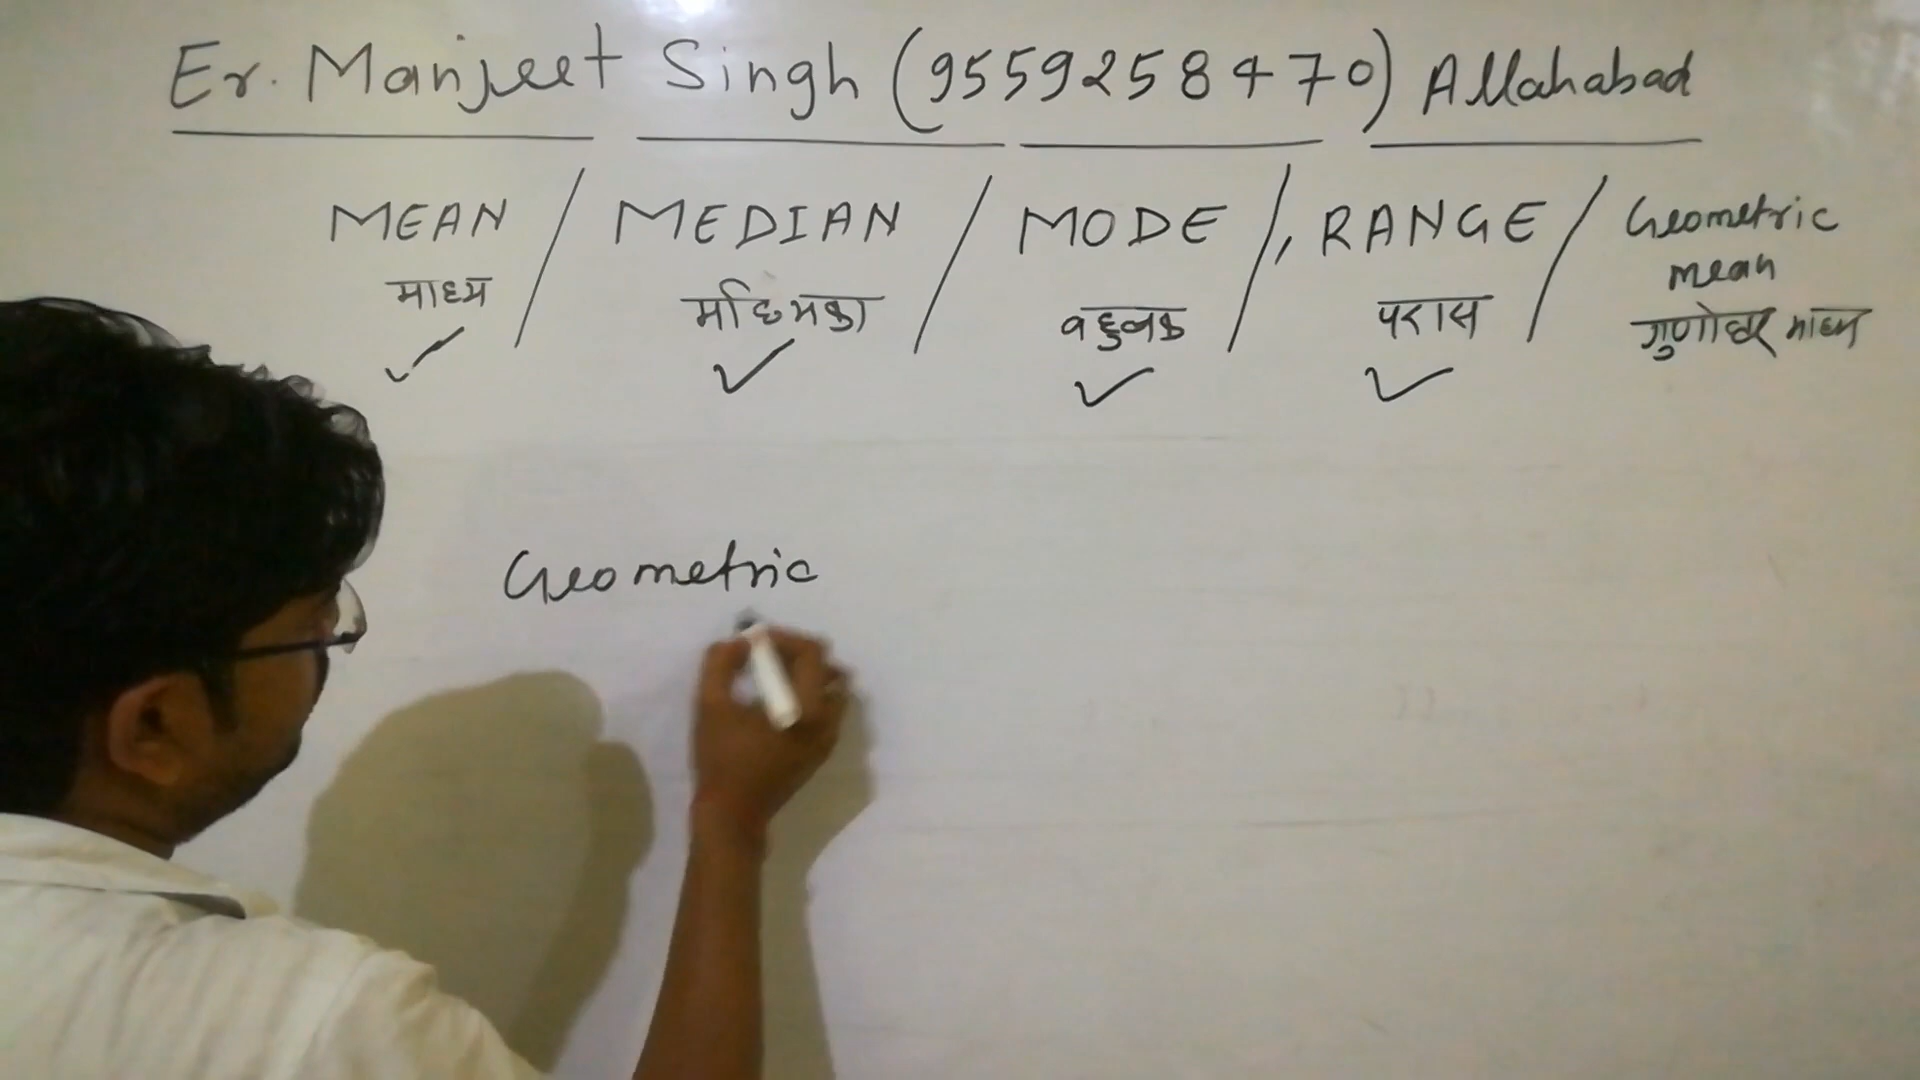 Er. Manjeet Singh (9559258470) Allahabad
MEAN / MEDIAN / MODE /, RANGE / Geometric mean
माध्य माध्यिका बहुलक परास गुणोत्तर माध्य
Geometric